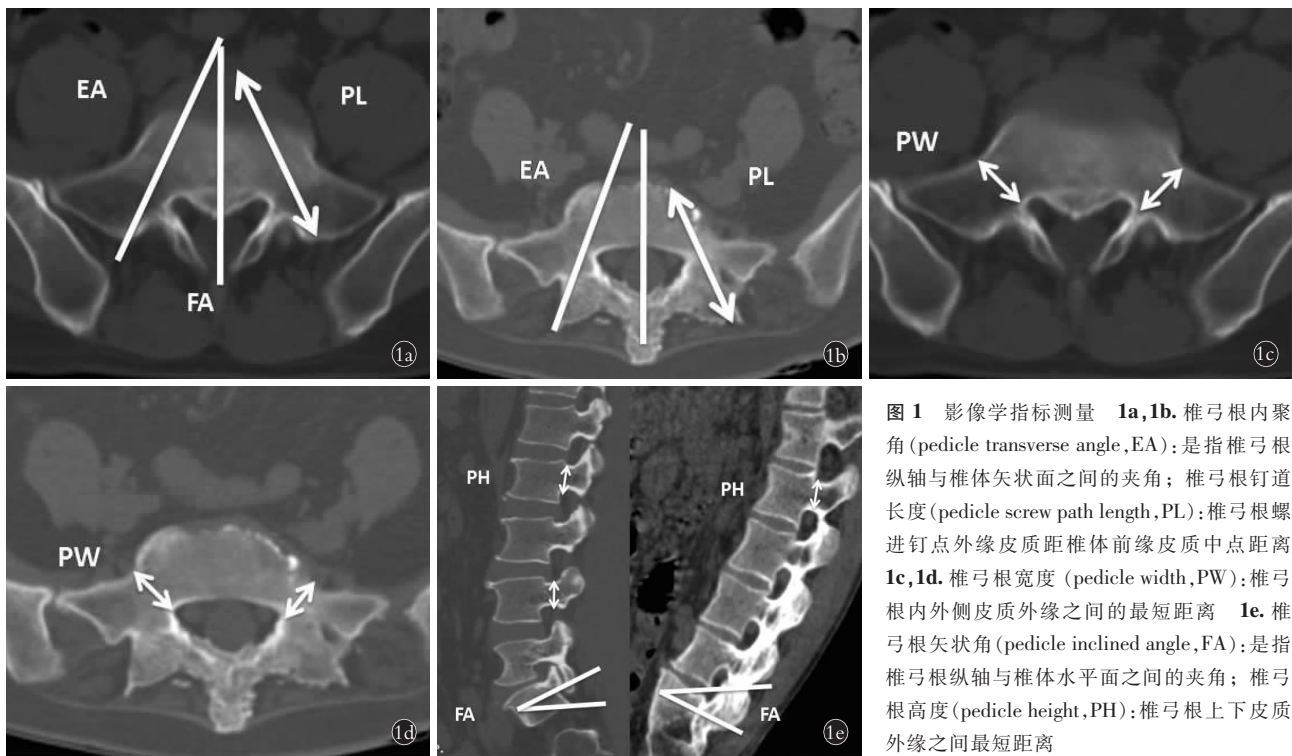 EA
PL
FA
1a
EA
PL
1b
PW
1c
PW
1d
PH
PH
FA
FA
1e
图 1 影像学指标测量 1a,1b. 椎弓根内聚
角(pedicle transverse angle,EA):是指椎弓根
纵轴与椎体矢状面之间的夹角;椎弓根钉道
长度(pedicle screw path length,PL):椎弓根螺
进钉点外缘皮质距椎体前缘皮质中点距离
1c,1d. 椎弓根宽度 (pedicle width,PW):椎弓
根内外侧皮质外缘之间的最短距离 1e. 椎
弓根矢状角(pedicle inclined angle,FA):是指
椎弓根纵轴与椎体水平面之间的夹角;椎弓
根高度(pedicle height,PH):椎弓根上下皮质
外缘之间最短距离